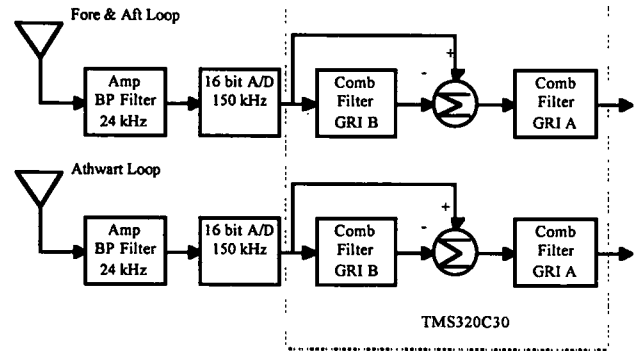 Fore & Aft Loop
Amp
BP Filter
24 kHz
16 bit A/D
150 kHz
Comb
Filter
GRI B
+
-
Σ
Comb
Filter
GRI A
Athwart Loop
Amp
BP Filter
24 kHz
16 bit A/D
150 kHz
Comb
Filter
GRI B
+
-
Σ
Comb
Filter
GRI A
TMS320C30